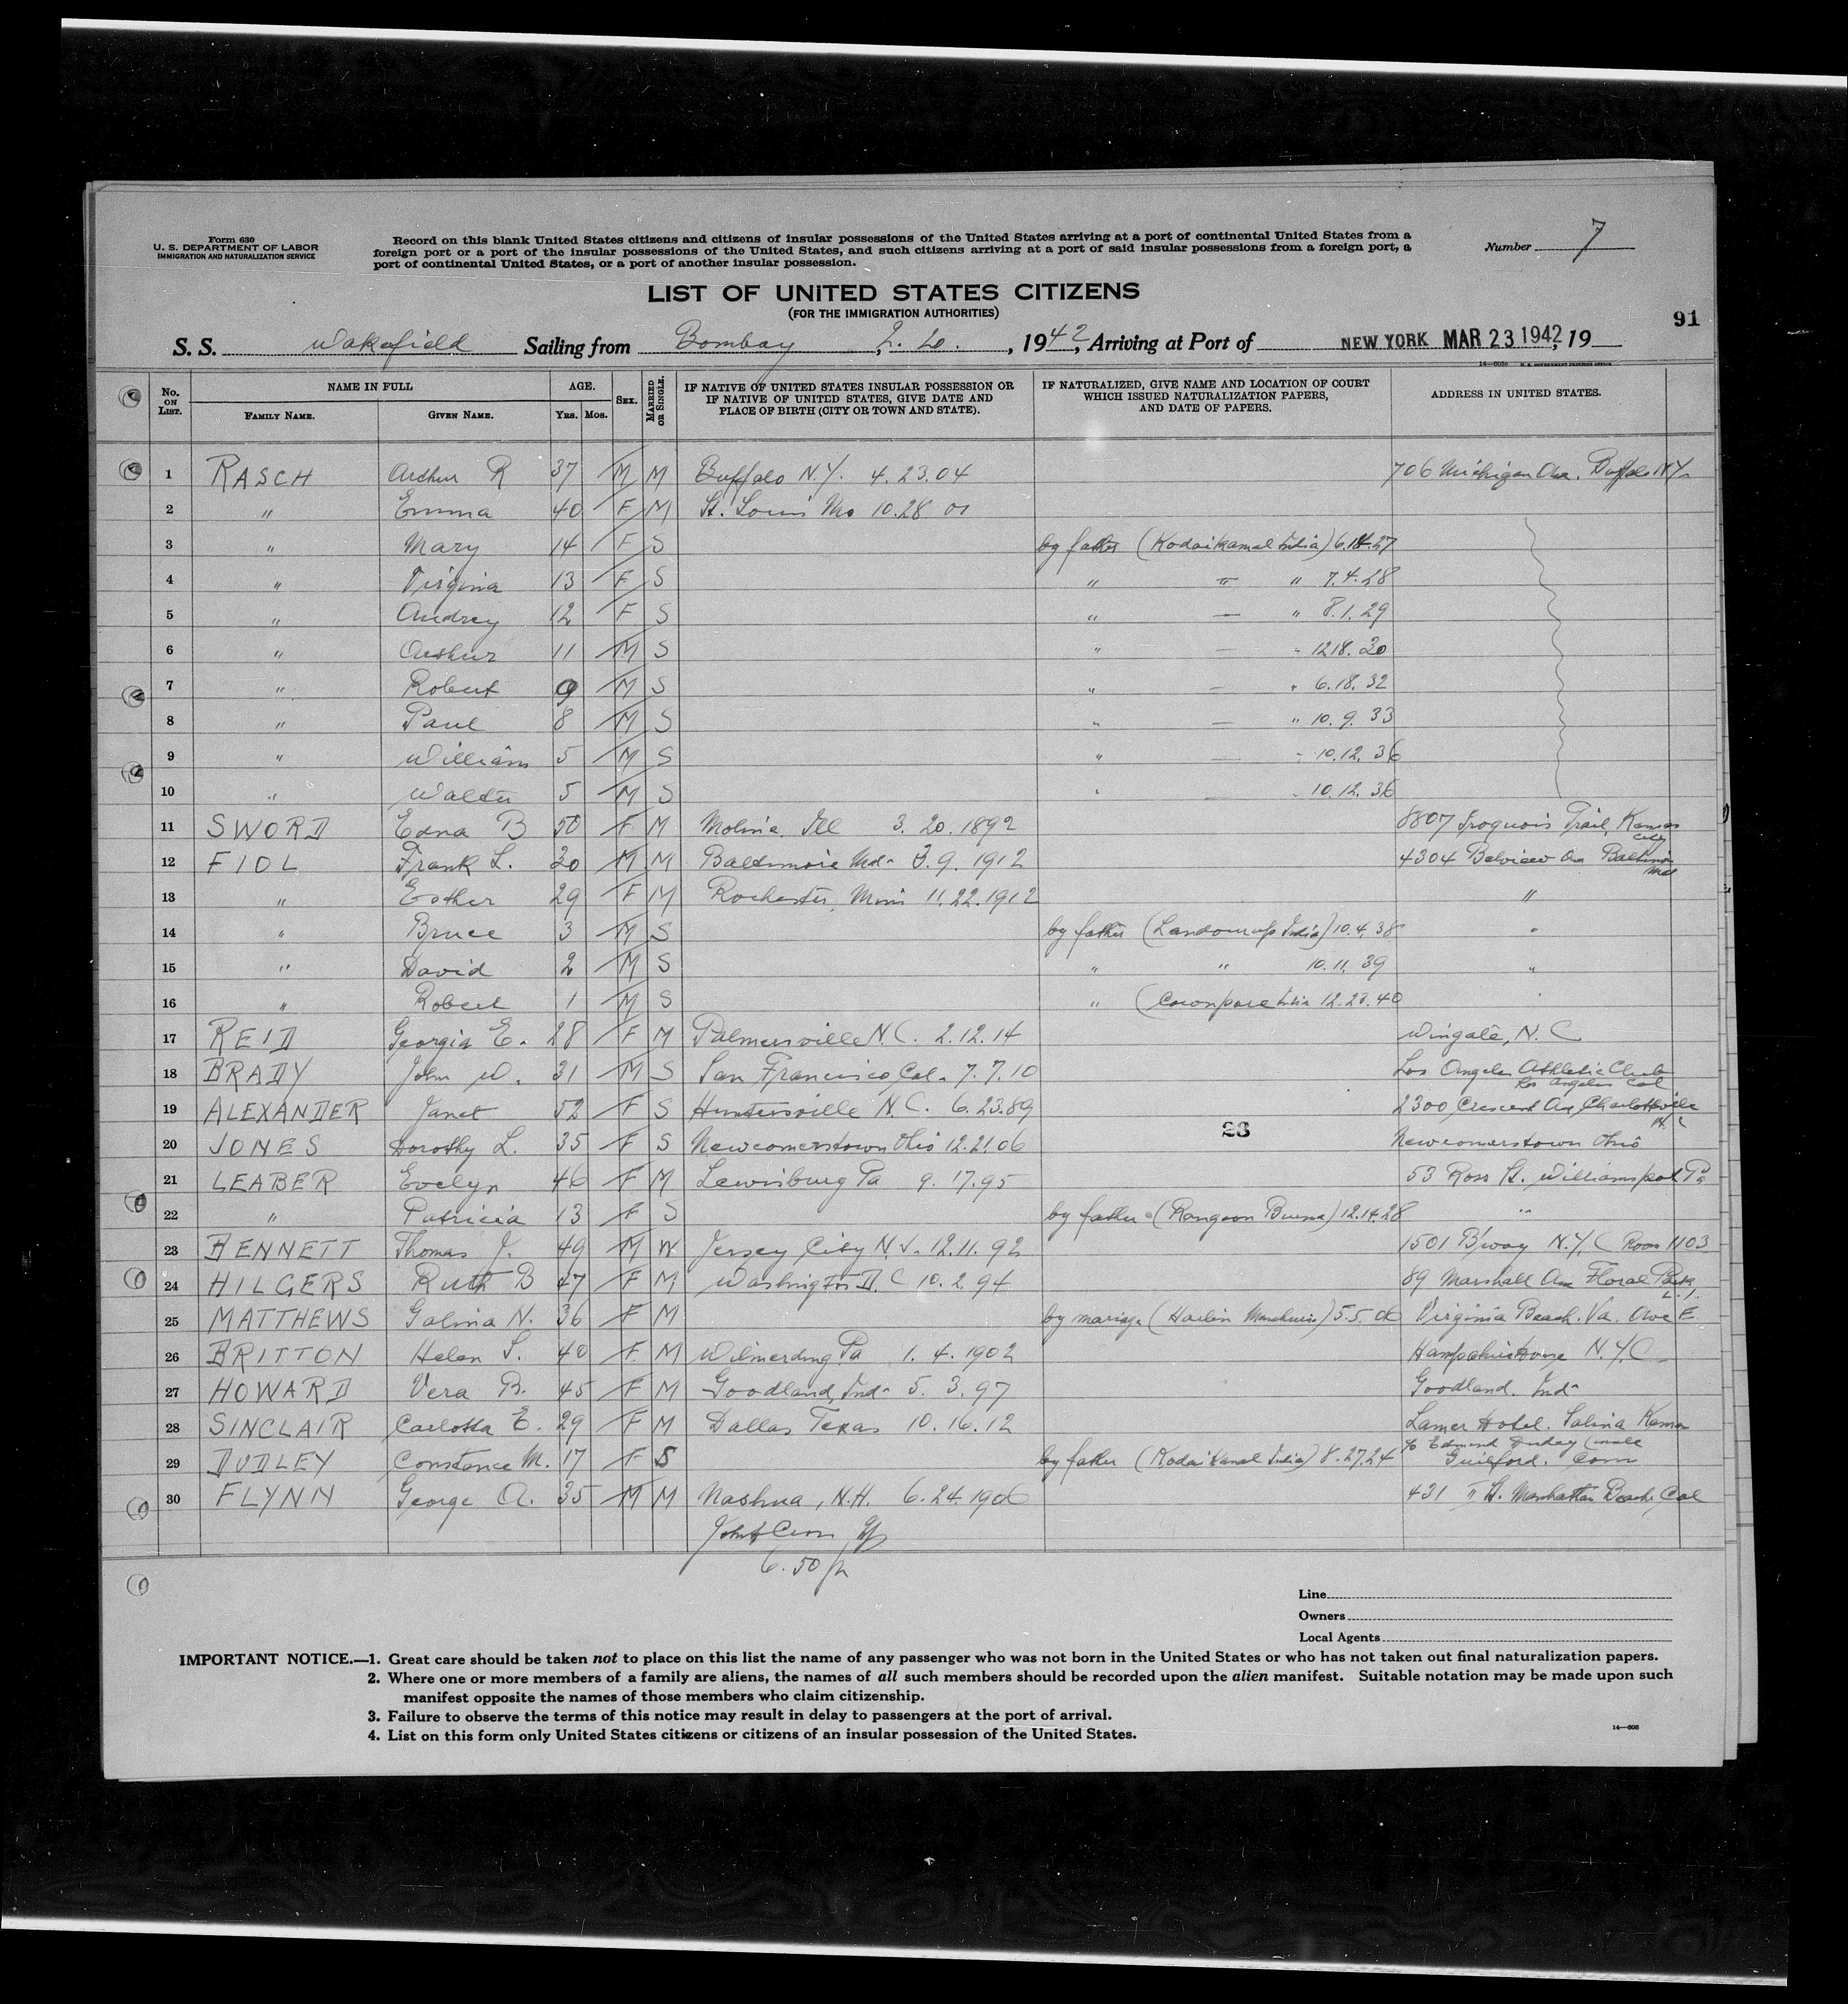 Form 630
U. S. DEPARTMENT OF LABOR
IMMIGRATION AND NATURALIZATION SERVICE
Record on this blank United States citizens and citizens of insular possessions of the United States arriving at a port of continental United States from a
foreign port or a port of the insular possessions of the United States, and such citizens arriving at a port of said insular possessions from a foreign port, a
port of continental United States, or a port of another insular possession.
Number 7
LIST OF UNITED STATES CITIZENS
(FOR THE IMMIGRATION AUTHORITIES)
91
S. S. Wakefield Sailing from Bombay, 1942, Arriving at Port of NEW YORK MAR 23 1942, 19
No. ON LIST. NAME IN FULL FAMILY NAME. GIVEN NAME. AGE. YRS. MOS. SEX. MARRIED OR SINGLE. IF NATIVE OF UNITED STATES INSULAR POSSESSION OR IF NATIVE OF UNITED STATES, GIVE DATE AND PLACE OF BIRTH (CITY OR TOWN AND STATE). IF NATURALIZED, GIVE NAME AND LOCATION OF COURT WHICH ISSUED NATURALIZATION PAPERS, AND DATE OF PAPERS. ADDRESS IN UNITED STATES.
1 RASCH Arthur R 37 M M Buffalo N.Y. 4.23.04 706 Michigan Ave. Buffalo N.Y.
2 " Emma 40 F M St. Louis Mo 10.28 01
3 " Mary 14 F S by father (Kodaikamal India) 6.18.27
4 " Virginia 13 F S " " " 7.4.28
5 " Audrey 12 F S " — " 8.1.29
6 " Arthur 11 M S " — " 1218.30
7 " Robert 9 M S " — " 6.18.32
8 " Paul 8 M S " — " 10.9.33
9 " William 5 M S " — " 10.12.36
10 " Walter 5 M S " — " 10.12.36
11 SWORD Edna B 50 F M Moline Ill 3.20.1892 8807 Iroquois Trail, Kansas City
12 FIOL Frank L. 30 M M Baltimore Md. 3.9.1912 4304 Belview Ave Baltimore Md
13 " Esther 29 F M Rochester, Minn 11.22.1912 "
14 " Bruce 3 M S by father (Landour up India) 10.4.38 "
15 " David 2 M S " " 10.11.39 "
16 " Robert 1 M S " (Cawnpore India 12.23.40 "
17 REID Georgia E. 28 F M Palmersville N.C. 2.12.14 Wingate, N.C
18 BRADY John W. 31 M S San Francisco Cal. 7.7.10 Los Angeles Athletic Club Los Angeles Cal
19 ALEXANDER Janet 52 F S Huntersville N.C. 6.23.89 2300 Crescent Ave Charlotteville N. C
23
20 JONES Dorothy L. 35 F S Newcomerstown Ohio 12.21.06 Newcomerstown Ohio
21 LEABER Evelyn 46 F M Lewisburg Pa 9.17.95 53 Ross St. Williamsport Pa
22 " Patricia 13 F S by father (Rangoon Burma) 12.14.28 "
23 BENNETT Thomas J. 49 M W Jersey City N.J. 12.11.92 1501 B'way N.Y.C Room 1103
24 HILGERS Ruth B 47 F M Washington D.C 10.2.94 89 Marshall Ave Floral Park L.I.
25 MATTHEWS Galina N. 36 F M by mariage (Harbin Manchuria) 5.5.06 Virginia Beach. Va.
26 BRITTON Helen S. 40 F M Wilmerding Pa 1.4.1902 Hampshire House N.Y.C
27 HOWARD Vera B. 45 F M Goodland, Ind. 5.3.97 Goodland. Ind
28 SINCLAIR Carlotta E. 29 F M Dallas Texas 10.16.12 Lamer Hotel. Salina Kansas
29 DUDLEY Constance M. 17 F S by father (Kodaikanal India) 8.27.24 % Edmund Dudley (uncle Guilford. Conn
30 FLYNN George A. 35 M M Nashua, N.H. 6.24.1906 431 11 St. Manhattan Beach, Cal
6.50
Line
Owners
Local Agents
IMPORTANT NOTICE.—1. Great care should be taken not to place on this list the name of any passenger who was not born in the United States or who has not taken out final naturalization papers.
2. Where one or more members of a family are aliens, the names of all such members should be recorded upon the alien manifest. Suitable notation may be made upon such
manifest opposite the names of those members who claim citizenship.
3. Failure to observe the terms of this notice may result in delay to passengers at the port of arrival.
4. List on this form only United States citizens or citizens of an insular possession of the United States.
14—608